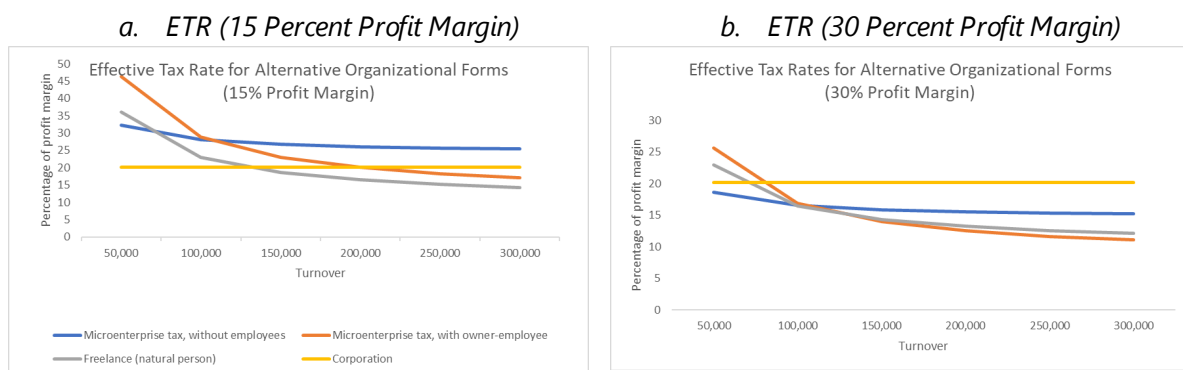 a. ETR (15 Percent Profit Margin)
Effective Tax Rate for Alternative Organizational Forms
(15% Profit Margin)
Percentage of profit margin
50
45
40
35
30
25
20
15
10
5
0
50,000 100,000 150,000 200,000 250,000 300,000
Turnover
Microenterprise tax, without employees
Microenterprise tax, with owner-employee
Freelance (natural person)
Corporation
b. ETR (30 Percent Profit Margin)
Effective Tax Rates for Alternative Organizational Forms
(30% Profit Margin)
Percentage of profit margin
30
25
20
15
10
5
0
50,000 100,000 150,000 200,000 250,000 300,000
Turnover